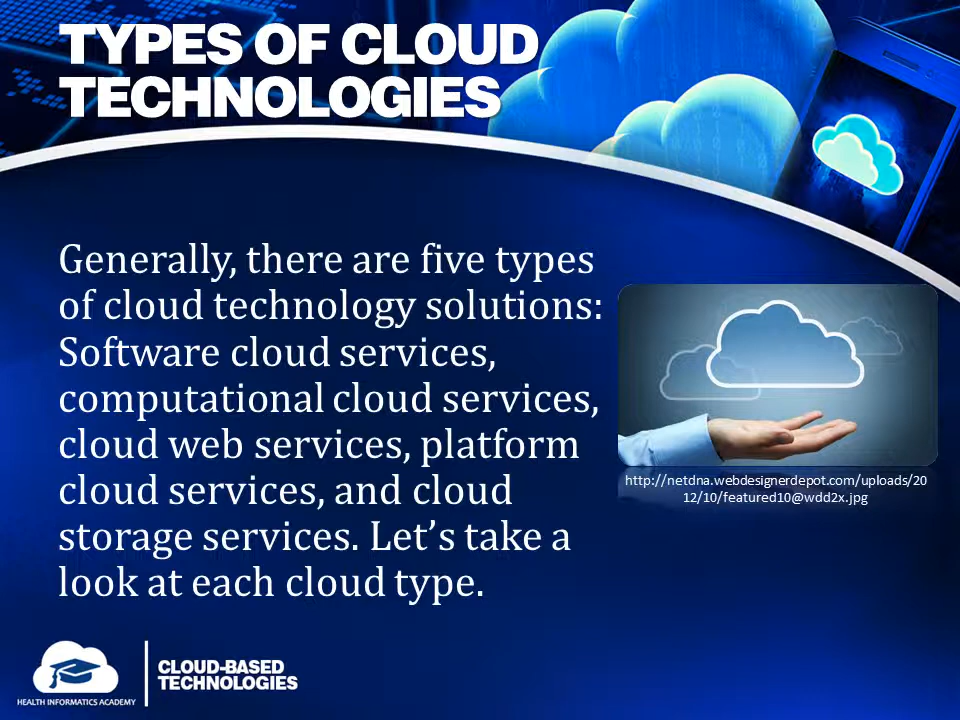 TYPES OF CLOUD
TECHNOLOGIES
Generally, there are five types
of cloud technology solutions:
Software cloud services,
computational cloud services,
cloud web services, platform
cloud services, and cloud
storage services. Let’s take a
look at each cloud type.
http://netdna.webdesignerdepot.com/uploads/20
12/10/featured10@wdd2x.jpg
HEALTH INFORMATICS ACADEMY
CLOUD-BASED
TECHNOLOGIES